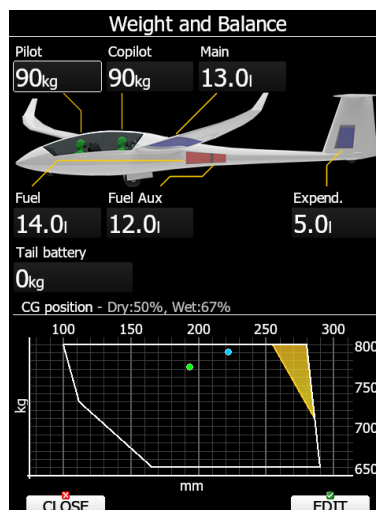 Weight and Balance
Pilot Copilot Main
90kg 90kg 13.0l
Fuel Fuel Aux Expend.
14.0l 12.0l 5.0l
Tail battery
0kg
CG position - Dry:50%, Wet:67%
100 150 200 250 300
800
750
kg
700
650
mm
CLOSE EDIT